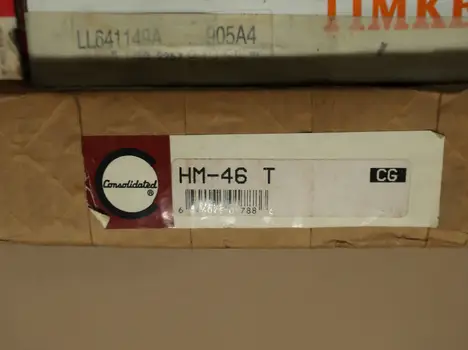 TIMKE
LL641149A 905A4
Consolidated ®
HM-46 T
CG